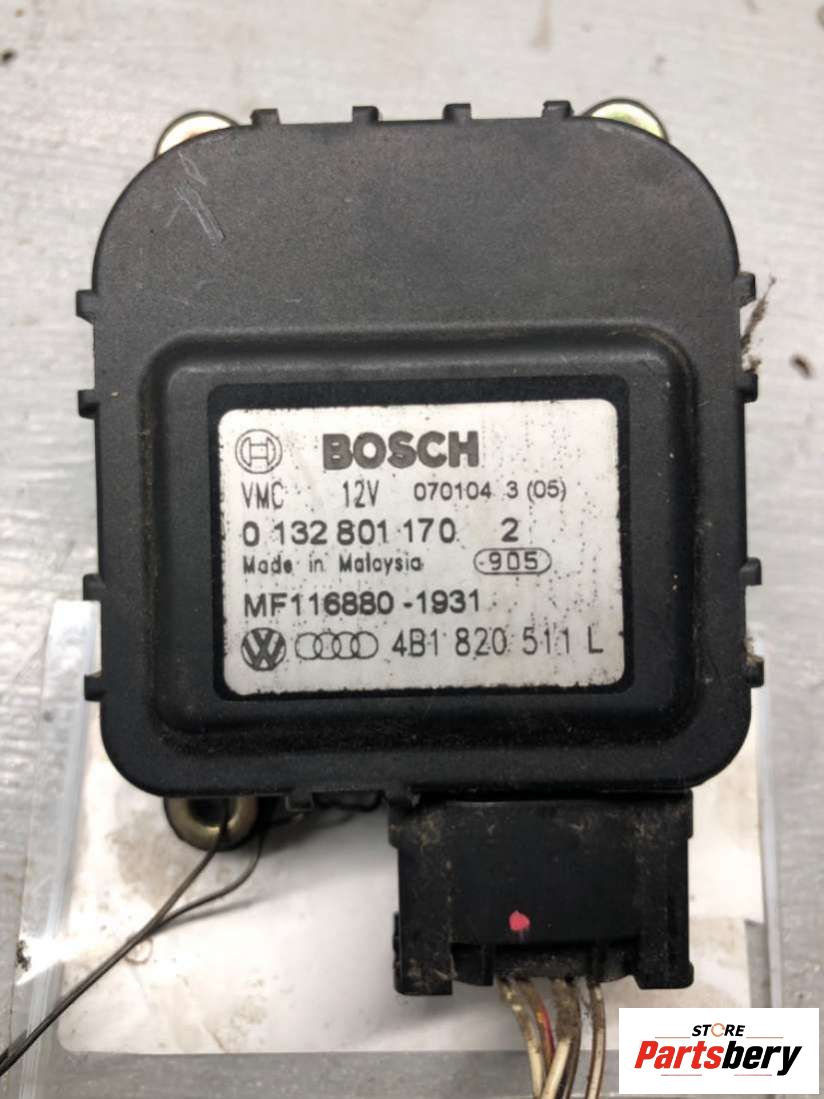 BOSCH
VMC 12V 070104 3 (05)
0 132 801 170 2
Made in Malaysia 905
MF116880-1931
4B1 820 511 L
STORE
Partsbery